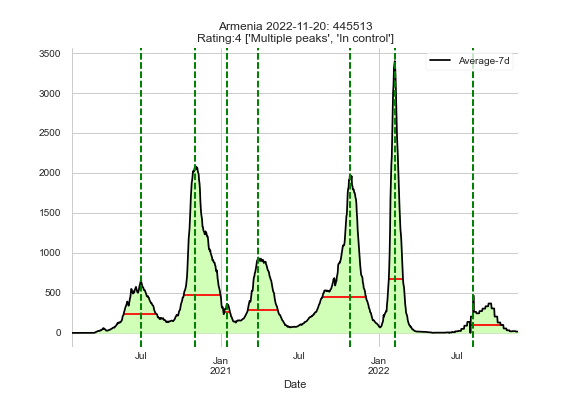 Armenia 2022-11-20: 445513
Rating:4 ['Multiple peaks', 'In control']
Average-7d
3500
3000
2500
2000
1500
1000
500
0
Jul
Jan
2021
Jul
Jan
2022
Jul
Date